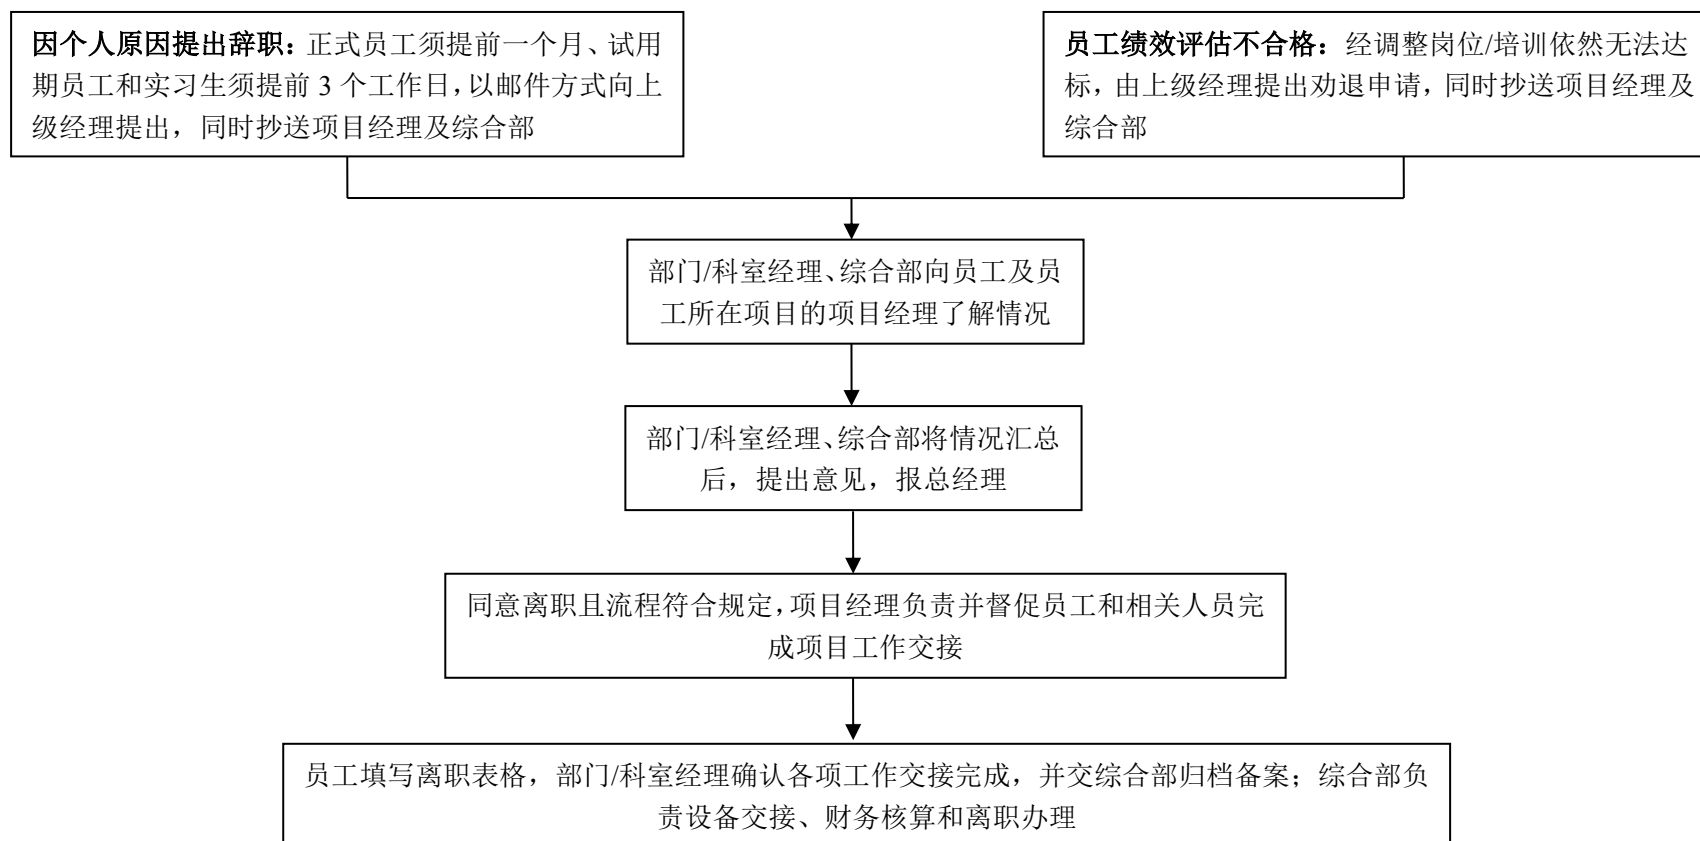 因个人原因提出辞职：正式员工须提前一个月、试用
期员工和实习生须提前 3 个工作日，以邮件方式向上
级经理提出，同时抄送项目经理及综合部
员工绩效评估不合格：经调整岗位/培训依然无法达
标，由上级经理提出劝退申请，同时抄送项目经理及
综合部
部门/科室经理、综合部向员工及员
工所在项目的项目经理了解情况
部门/科室经理、综合部将情况汇总
后，提出意见，报总经理
同意离职且流程符合规定，项目经理负责并督促员工和相关人员完
成项目工作交接
员工填写离职表格，部门/科室经理确认各项工作交接完成，并交综合部归档备案；综合部负
责设备交接、财务核算和离职办理